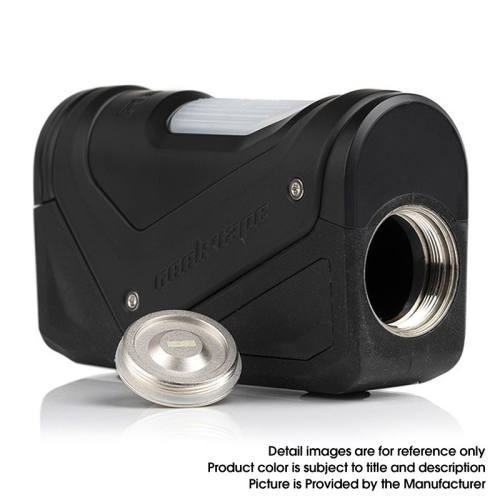 geekvape
Detail images are for reference only
Product color is subject to title and description
Picture is Provided by the Manufacturer